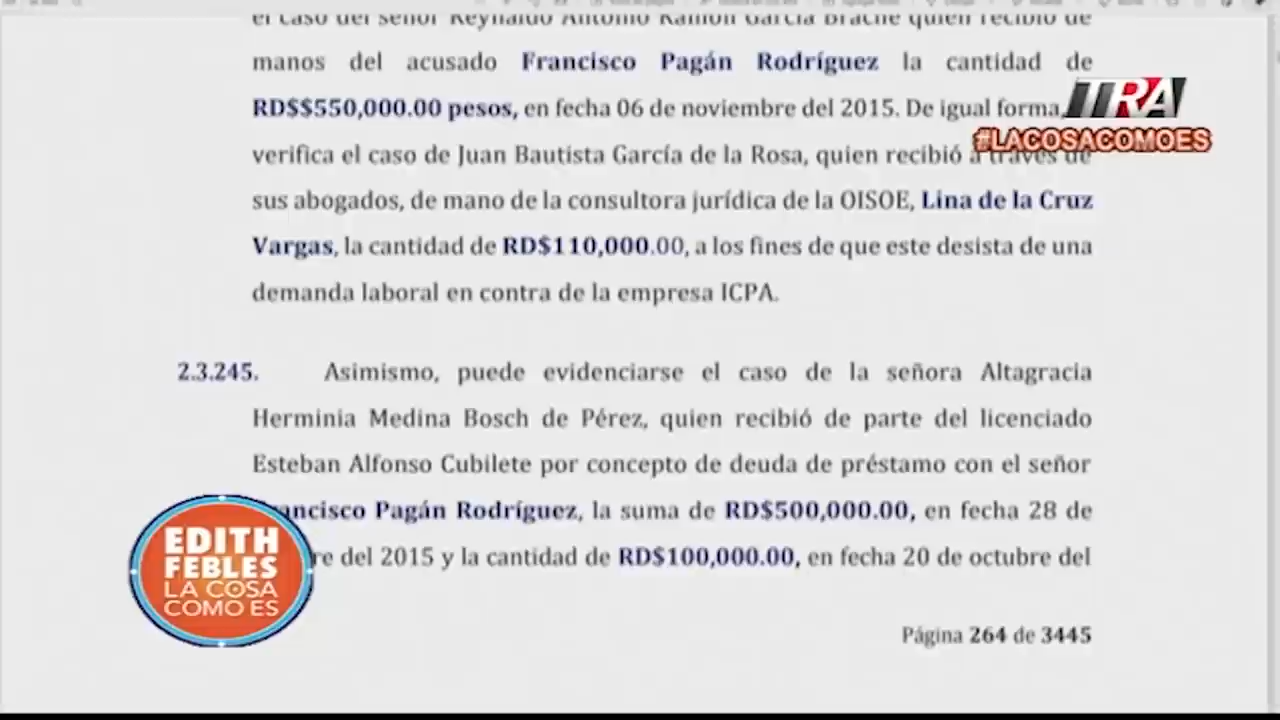 el caso del señor Reynaldo Antonio Ramón García Brache quien recibió de
manos del acusado Francisco Pagán Rodríguez la cantidad de
RD$$550,000.00 pesos, en fecha 06 de noviembre del 2015. De igual forma,
verifica el caso de Juan Bautista García de la Rosa, quien recibió a través de
sus abogados, de mano de la consultora jurídica de la OISOE, Lina de la Cruz
Vargas, la cantidad de RD$110,000.00, a los fines de que este desista de una
demanda laboral en contra de la empresa ICPA.
2.3.245. Asimismo, puede evidenciarse el caso de la señora Altagracia
Herminia Medina Bosch de Pérez, quien recibió de parte del licenciado
Esteban Alfonso Cubilete por concepto de deuda de préstamo con el señor
Francisco Pagán Rodríguez, la suma de RD$500,000.00, en fecha 28 de
re del 2015 y la cantidad de RD$100,000.00, en fecha 20 de octubre del
Página 264 de 3445
TRA
#LACOSACOMOES
EDITH
FEBLES
LA COSA
COMO ES